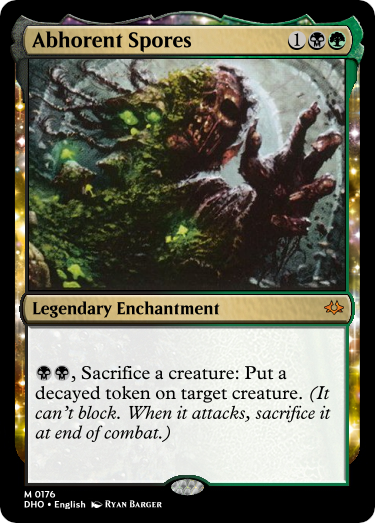 Abhorent Spores 1
Legendary Enchantment
, Sacrifice a creature: Put a
decayed token on target creature. (It
can't block. When it attacks, sacrifice it
at end of combat.)
M 0176
DHO • English Ryan Barger